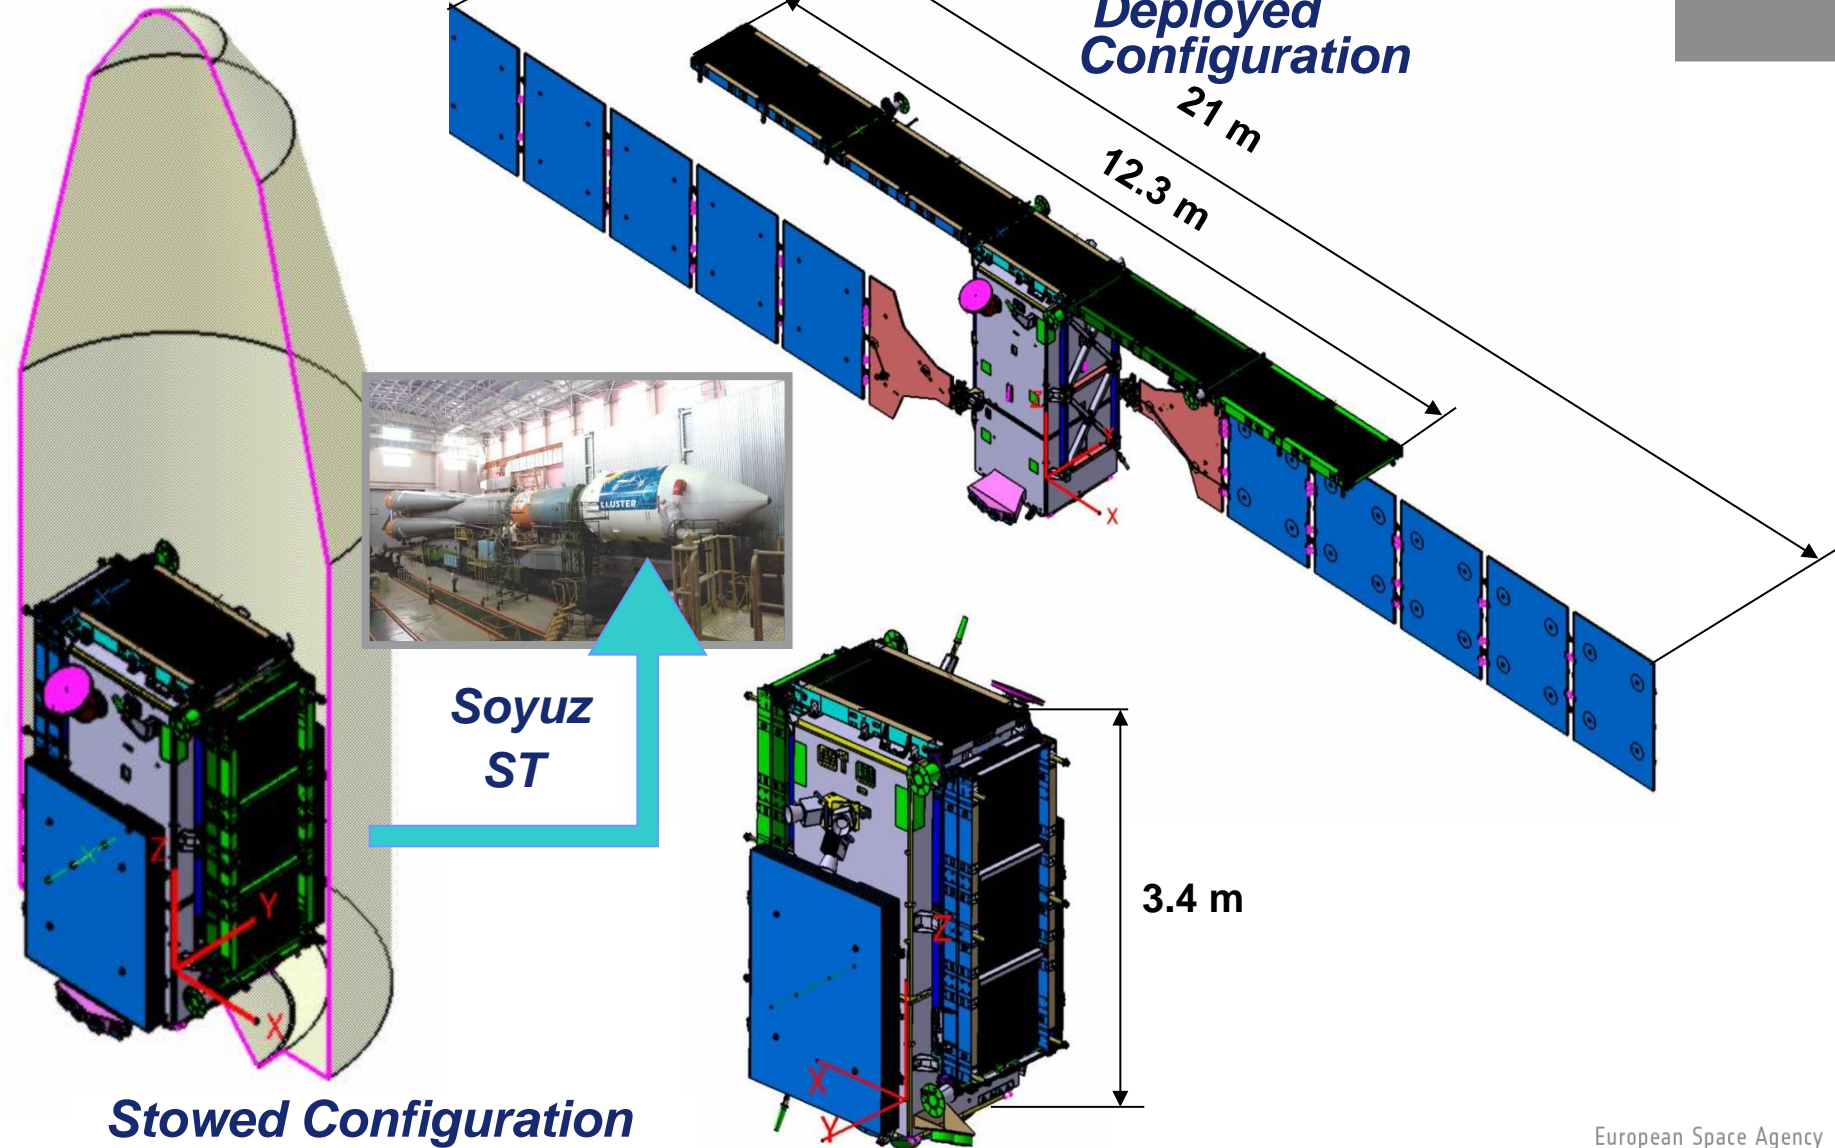 Deployed
Configuration
21 m
12.3 m
Z
Y
X
CLUSTER
Soyuz
ST
X
X
Z
Y
X
3.4 m
Z
X
Y
Stowed Configuration
European Space Agency